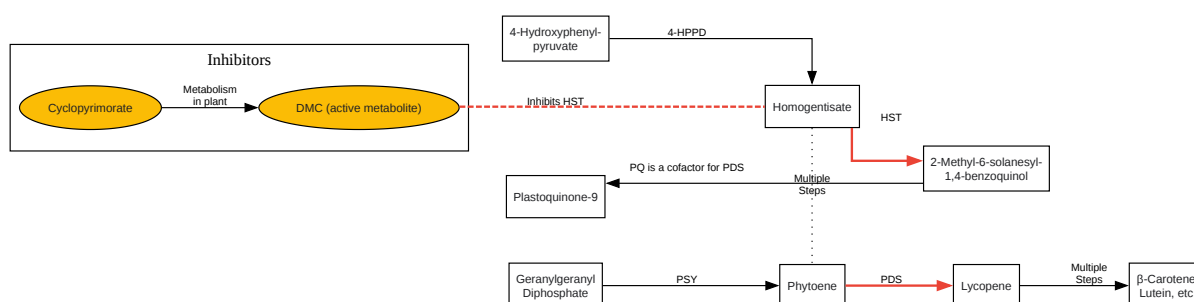 4-Hydroxyphenyl-
pyruvate
4-HPPD
Inhibitors
Cyclopyrimorate
Metabolism
in plant
DMC (active metabolite)
Inhibits HST
Homogentisate
HST
2-Methyl-6-solanesyl-
1,4-benzoquinol
PQ is a cofactor for PDS
Multiple
Steps
Plastoquinone-9
Geranylgeranyl
Diphosphate
PSY
Phytoene
PDS
Lycopene
Multiple
Steps
β-Carotene
Lutein, etc